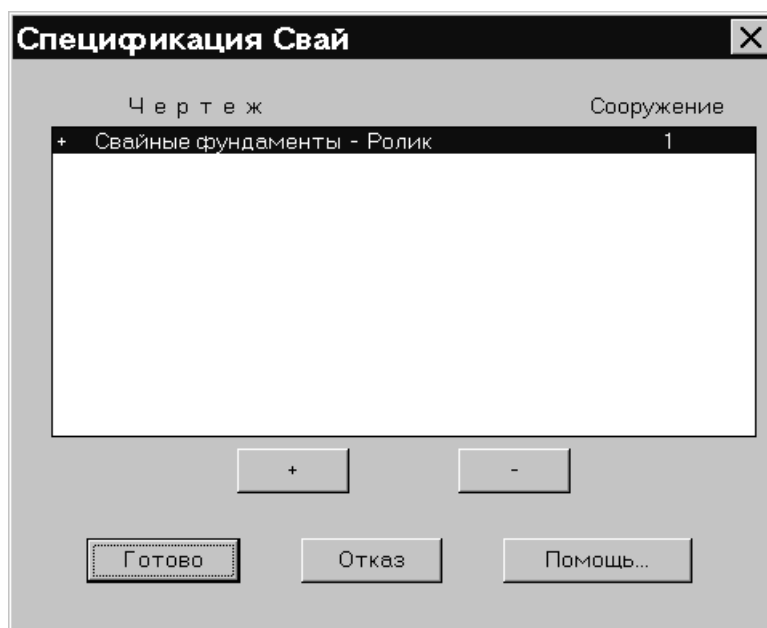 Спецификация Свай
Чертеж Сооружение
+ Свайные фундаменты - Ролик 1
+ -
Готово Отказ Помощь...